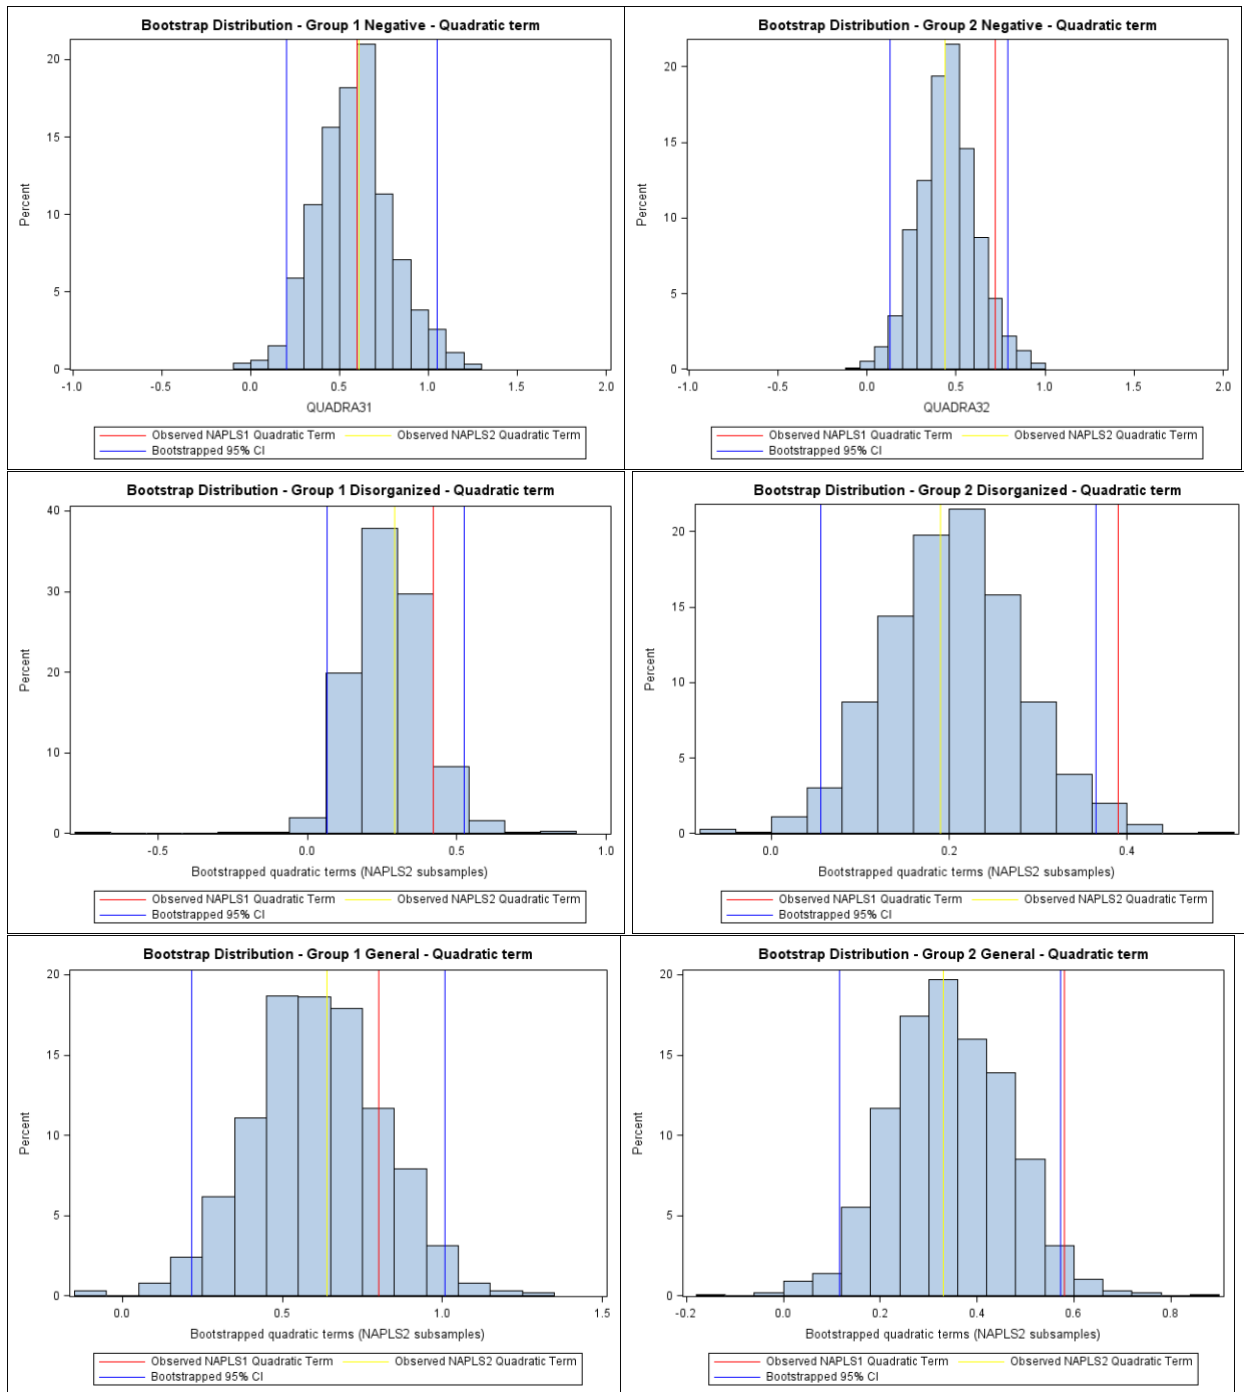 Bootstrap Distribution - Group 1 Negative - Quadratic term
20
15
10
5
0
Percent
-1.0 -0.5 0.0 0.5 1.0 1.5 2.0
QUADRA31
Observed NAPLS1 Quadratic Term Observed NAPLS2 Quadratic Term
Bootstrapped 95% CI
Bootstrap Distribution - Group 2 Negative - Quadratic term
20
15
10
5
0
Percent
-1.0 -0.5 0.0 0.5 1.0 1.5 2.0
QUADRA32
Observed NAPLS1 Quadratic Term Observed NAPLS2 Quadratic Term
Bootstrapped 95% CI
Bootstrap Distribution - Group 1 Disorganized - Quadratic term
40
30
20
10
0
Percent
-0.5 0.0 0.5 1.0
Bootstrapped quadratic terms (NAPLS2 subsamples)
Observed NAPLS1 Quadratic Term Observed NAPLS2 Quadratic Term
Bootstrapped 95% CI
Bootstrap Distribution - Group 2 Disorganized - Quadratic term
20
15
10
5
0
Percent
0.0 0.2 0.4
Bootstrapped quadratic terms (NAPLS2 subsamples)
Observed NAPLS1 Quadratic Term Observed NAPLS2 Quadratic Term
Bootstrapped 95% CI
Bootstrap Distribution - Group 1 General - Quadratic term
20
15
10
5
0
Percent
0.0 0.5 1.0 1.5
Bootstrapped quadratic terms (NAPLS2 subsamples)
Observed NAPLS1 Quadratic Term Observed NAPLS2 Quadratic Term
Bootstrapped 95% CI
Bootstrap Distribution - Group 2 General - Quadratic term
20
15
10
5
0
Percent
-0.2 0.0 0.2 0.4 0.6 0.8
Bootstrapped quadratic terms (NAPLS2 subsamples)
Observed NAPLS1 Quadratic Term Observed NAPLS2 Quadratic Term
Bootstrapped 95% CI